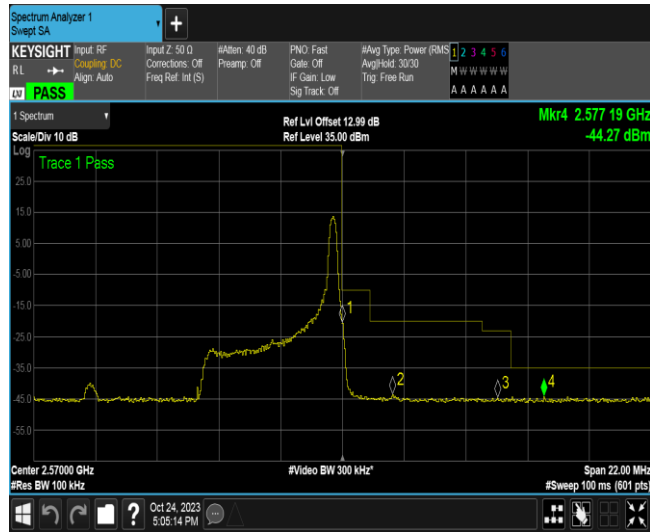 Spectrum Analyzer 1
Swept SA
KEYSIGHT
RL
LXI PASS
Input: RF
Coupling: DC
Align: Auto
Input Z: 50 Ω
Corrections: Off
Freq Ref: Int (S)
#Atten: 40 dB
Preamp: Off
PNO: Fast
Gate: Off
IF Gain: Low
Sig Track: Off
#Avg Type: Power (RMS
Avg|Hold: 30/30
Trig: Free Run
1 2 3 4 5 6
M W W W W W
A A A A A A
1 Spectrum
Scale/Div 10 dB
Ref Lvl Offset 12.99 dB
Ref Level 35.00 dBm
Mkr4 2.577 19 GHz
-44.27 dBm
Log
Trace 1 Pass
25.0
15.0
5.00
-5.00
-15.0
-25.0
-35.0
-45.0
-55.0
1
2
3
4
Center 2.57000 GHz
#Res BW 100 kHz
#Video BW 300 kHz*
Span 22.00 MHz
#Sweep 100 ms (601 pts)
?
Oct 24, 2023
5:05:14 PM